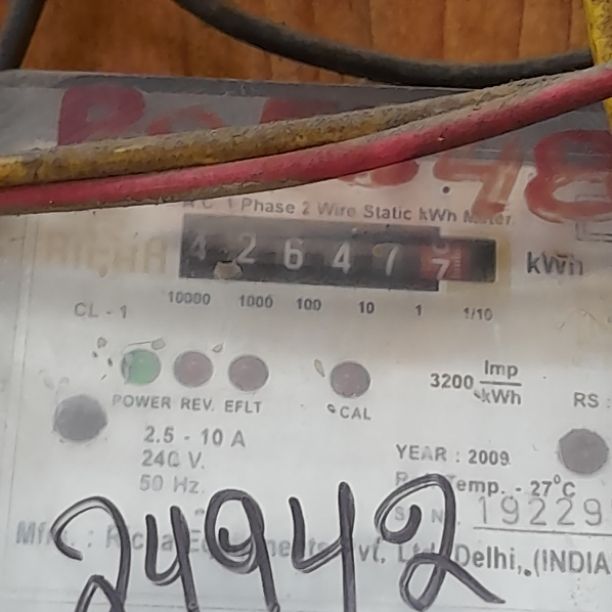 A.C. 1 Phase 2 Wire Static kWh Meter
RICHA 4 2 6 4 7 7 kWh
CL - 1 10000 1000 100 10 1 1/10
3200 Imp/kWh
POWER REV. EFLT CAL RS :
2.5 - 10 A
240 V.
50 Hz.
YEAR : 2009
Temp. - 27°C
19229
Delhi, (INDIA
24942